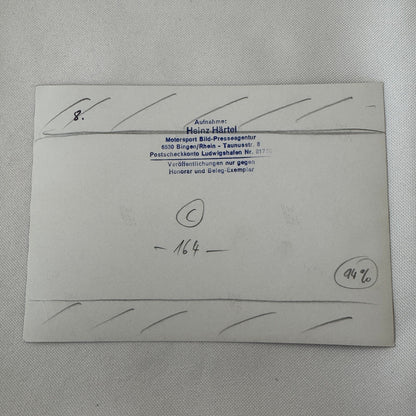 8.
Aufnahme:
Heinz Härtel
Motorsport Bild-Presseagentur
6530 Bingen/Rhein - Taunusstr. 8
Postscheckkonto Ludwigshafen Nr.
Veröffentlichungen nur gegen
Honorar und Beleg-Exemplar
C
- 164 -
94%